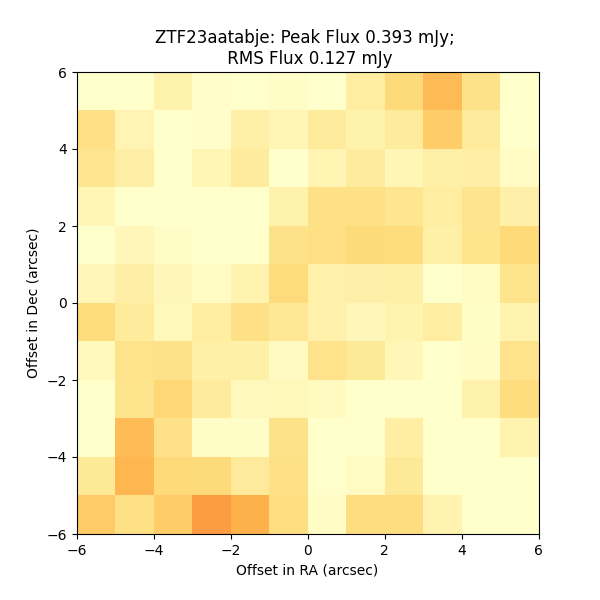 ZTF23aatabje: Peak Flux 0.393 mJy;
RMS Flux 0.127 mJy
6
4
2
0
−2
−4
−6
Offset in Dec (arcsec)
−6 −4 −2 0 2 4 6
Offset in RA (arcsec)